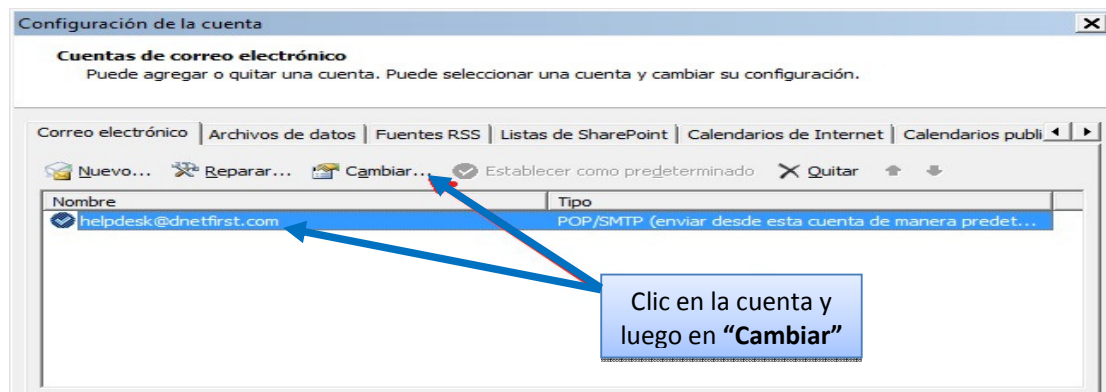 Configuración de la cuenta
Cuentas de correo electrónico
Puede agregar o quitar una cuenta. Puede seleccionar una cuenta y cambiar su configuración.
Correo electrónico Archivos de datos Fuentes RSS Listas de SharePoint Calendarios de Internet Calendarios publi
Nuevo... Reparar... Cambiar... Establecer como predeterminado Quitar
Nombre Tipo
helpdesk@dnetfirst.com POP/SMTP (enviar desde esta cuenta de manera predet...
Clic en la cuenta y
luego en “Cambiar”